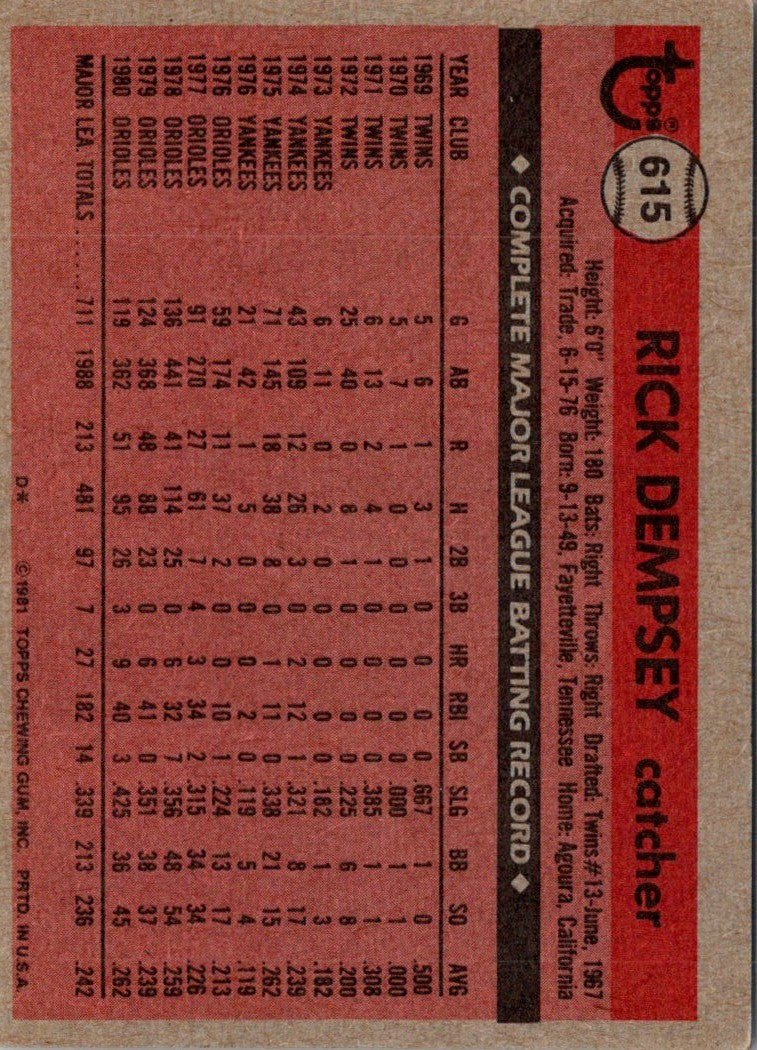 Topps®
615
RICK DEMPSEY catcher
Height: 6'0" Weight: 180 Bats: Right Throws: Right Drafted: Twins #13-June, 1967
Acquired: Trade, 6-15-76 Born: 9-13-49, Fayetteville, Tennessee Home: Agoura, California
◆ COMPLETE MAJOR LEAGUE BATTING RECORD ◆
YEAR CLUB G AB R H 2B 3B HR RBI SB SLG BB SO AVG
1969 TWINS 5 6 1 3 1 0 0 0 0 .667 1 0 .500
1970 TWINS 5 7 1 0 0 0 0 0 0 .000 1 1 .000
1971 TWINS 6 13 2 4 1 0 0 0 0 .385 1 1 .308
1972 TWINS 25 40 0 8 1 0 0 0 0 .225 6 8 .200
1973 YANKEES 6 11 0 2 0 0 0 0 0 .182 1 3 .182
1974 YANKEES 43 109 12 26 3 0 2 12 1 .321 8 17 .239
1975 YANKEES 71 145 18 38 8 0 1 11 0 .338 21 15 .262
1976 YANKEES 21 42 1 5 0 0 0 2 0 .119 5 4 .119
1976 ORIOLES 59 174 11 37 2 0 0 10 1 .224 13 17 .213
1977 ORIOLES 91 270 27 61 7 4 3 34 2 .315 34 34 .226
1978 ORIOLES 136 441 41 114 25 0 6 32 7 .356 48 54 .259
1979 ORIOLES 124 368 48 88 23 0 6 41 0 .351 38 37 .239
1980 ORIOLES 119 362 51 95 26 3 9 40 3 .425 36 45 .262
MAJOR LEA. TOTALS ...... 711 1988 213 481 97 7 27 182 14 .339 213 236 .242
D* ©1981 TOPPS CHEWING GUM, INC. PRTD. IN U.S.A.